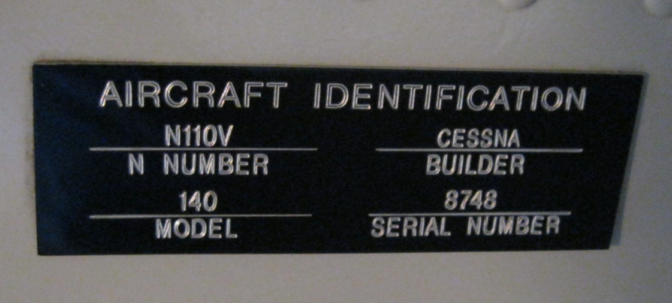 AIRCRAFT IDENTIFICATION
N110V CESSNA
N NUMBER BUILDER
140 8748
MODEL SERIAL NUMBER